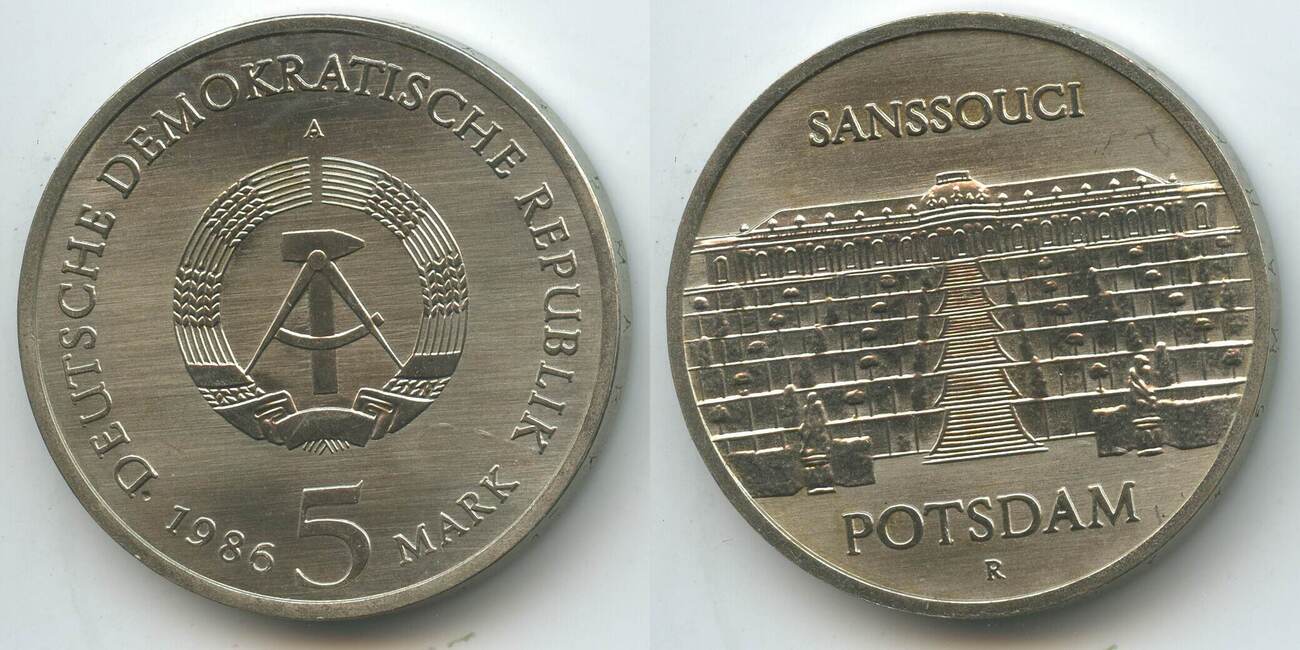 A
DEUTSCHE DEMOKRATISCHE REPUBLIK
· 1986 5 MARK
SANSSOUCI
POTSDAM
R